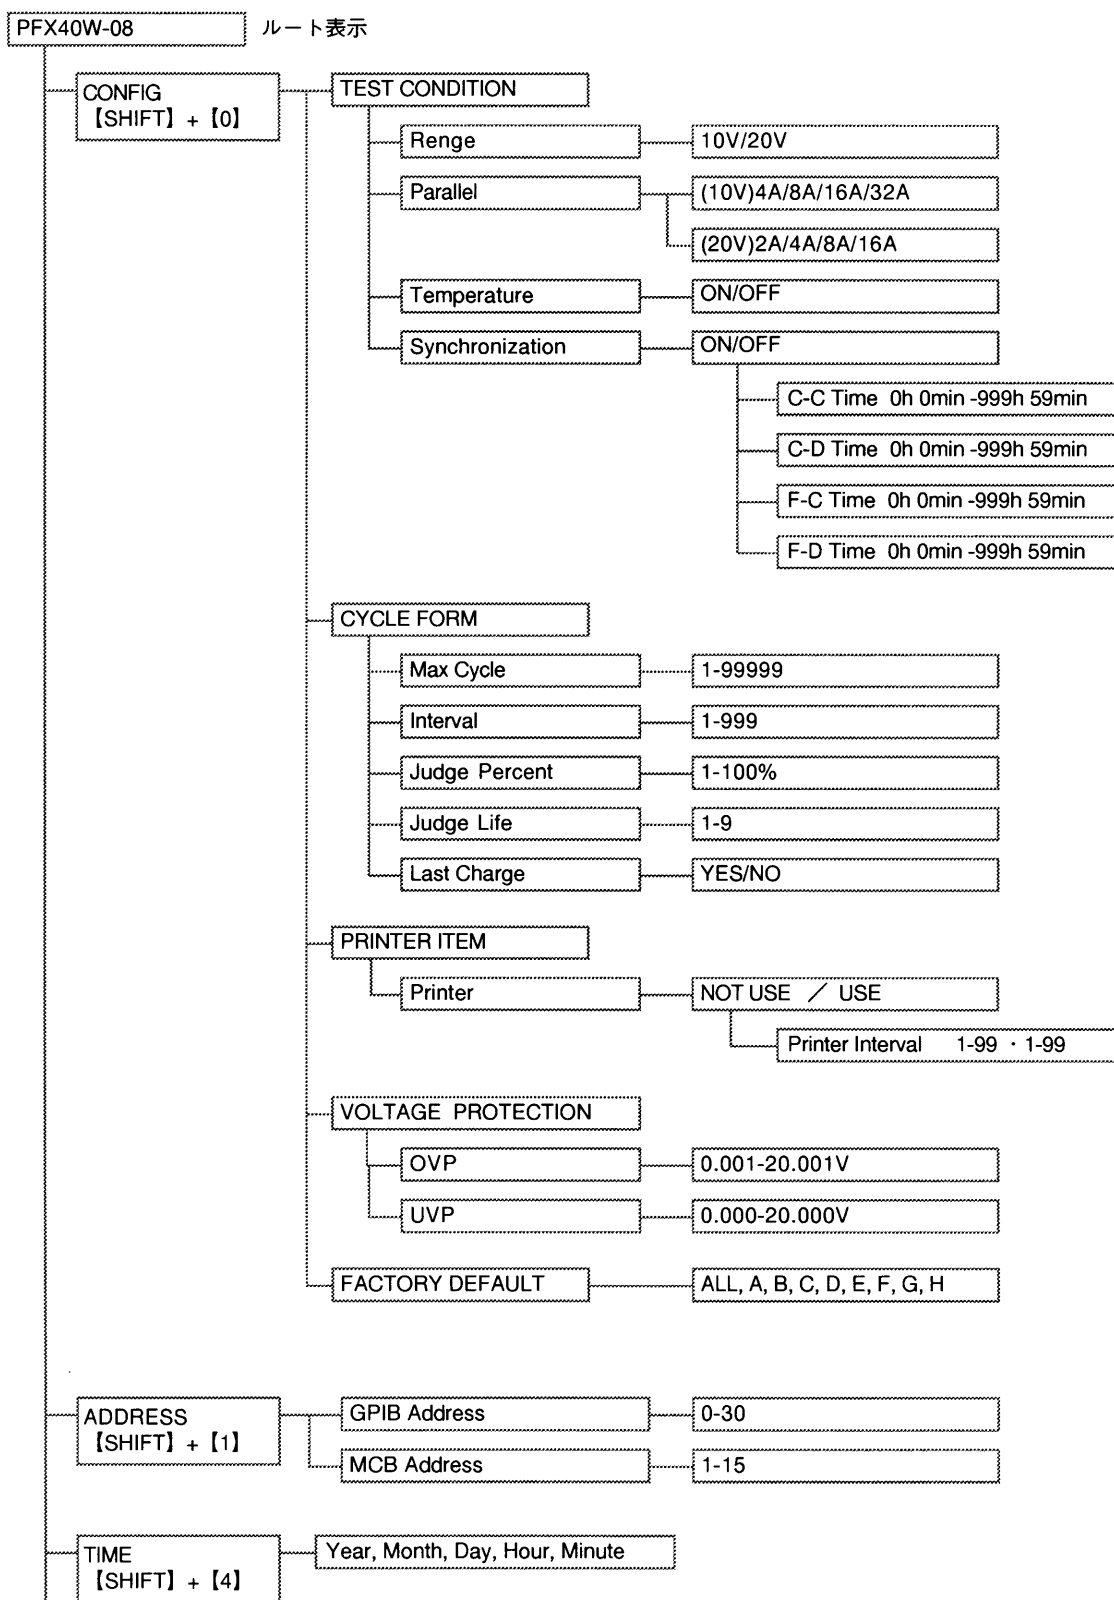 PFX40W-08 ルート表示
CONFIG
【SHIFT】+【0】
TEST CONDITION
Renge 10V/20V
Parallel (10V)4A/8A/16A/32A
(20V)2A/4A/8A/16A
Temperature ON/OFF
Synchronization ON/OFF
C-C Time 0h 0min -999h 59min
C-D Time 0h 0min -999h 59min
F-C Time 0h 0min -999h 59min
F-D Time 0h 0min -999h 59min
CYCLE FORM
Max Cycle 1-99999
Interval 1-999
Judge Percent 1-100%
Judge Life 1-9
Last Charge YES/NO
PRINTER ITEM
Printer NOT USE ／ USE
Printer Interval 1-99 ・1-99
VOLTAGE PROTECTION
OVP 0.001-20.001V
UVP 0.000-20.000V
FACTORY DEFAULT ALL, A, B, C, D, E, F, G, H
ADDRESS
【SHIFT】+【1】
GPIB Address 0-30
MCB Address 1-15
TIME
【SHIFT】+【4】
Year, Month, Day, Hour, Minute